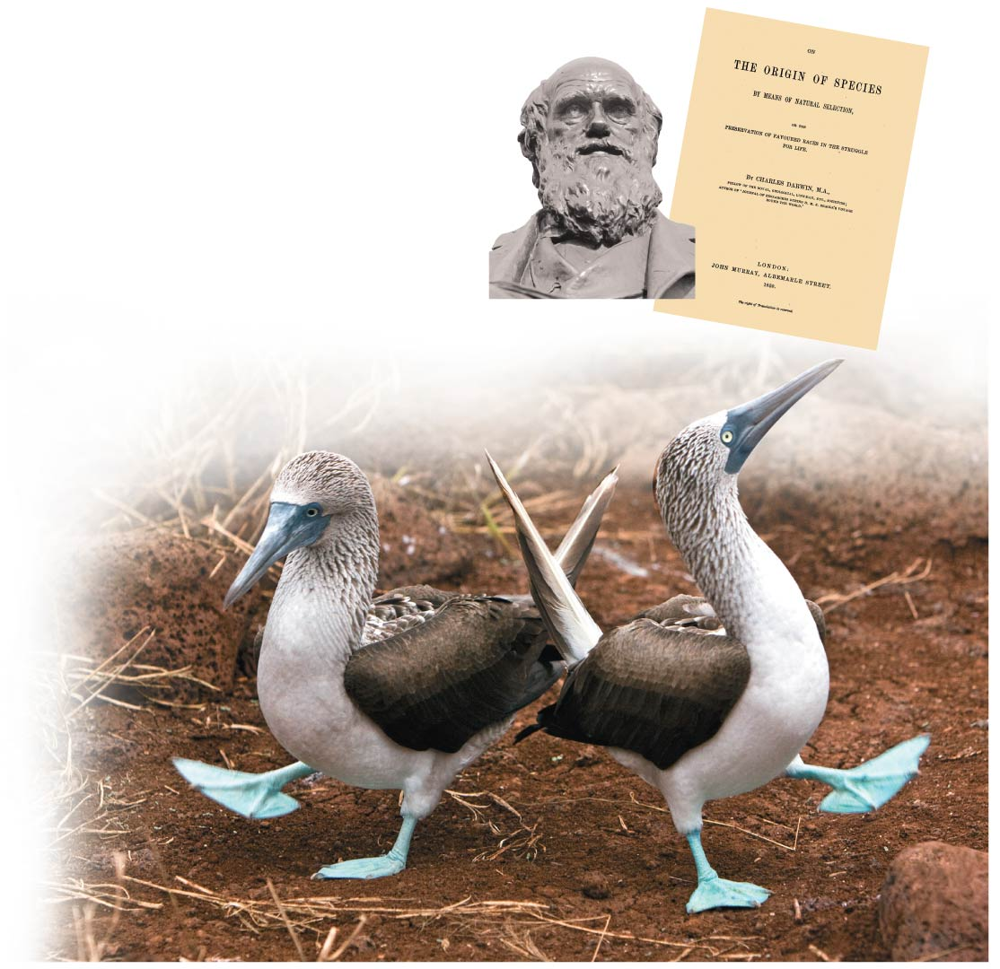 ON
THE ORIGIN OF SPECIES
BY MEANS OF NATURAL SELECTION,
OR THE
PRESERVATION OF FAVOURED RACES IN THE STRUGGLE
FOR LIFE.
BY CHARLES DARWIN, M.A.,
FELLOW OF THE ROYAL, GEOLOGICAL, LINNÆAN, ETC., SOCIETIES;
AUTHOR OF 'JOURNAL OF RESEARCHES DURING H. M. S. BEAGLE'S VOYAGE
ROUND THE WORLD.'
LONDON:
JOHN MURRAY, ALBEMARLE STREET.
1859.
The right of Translation is reserved.